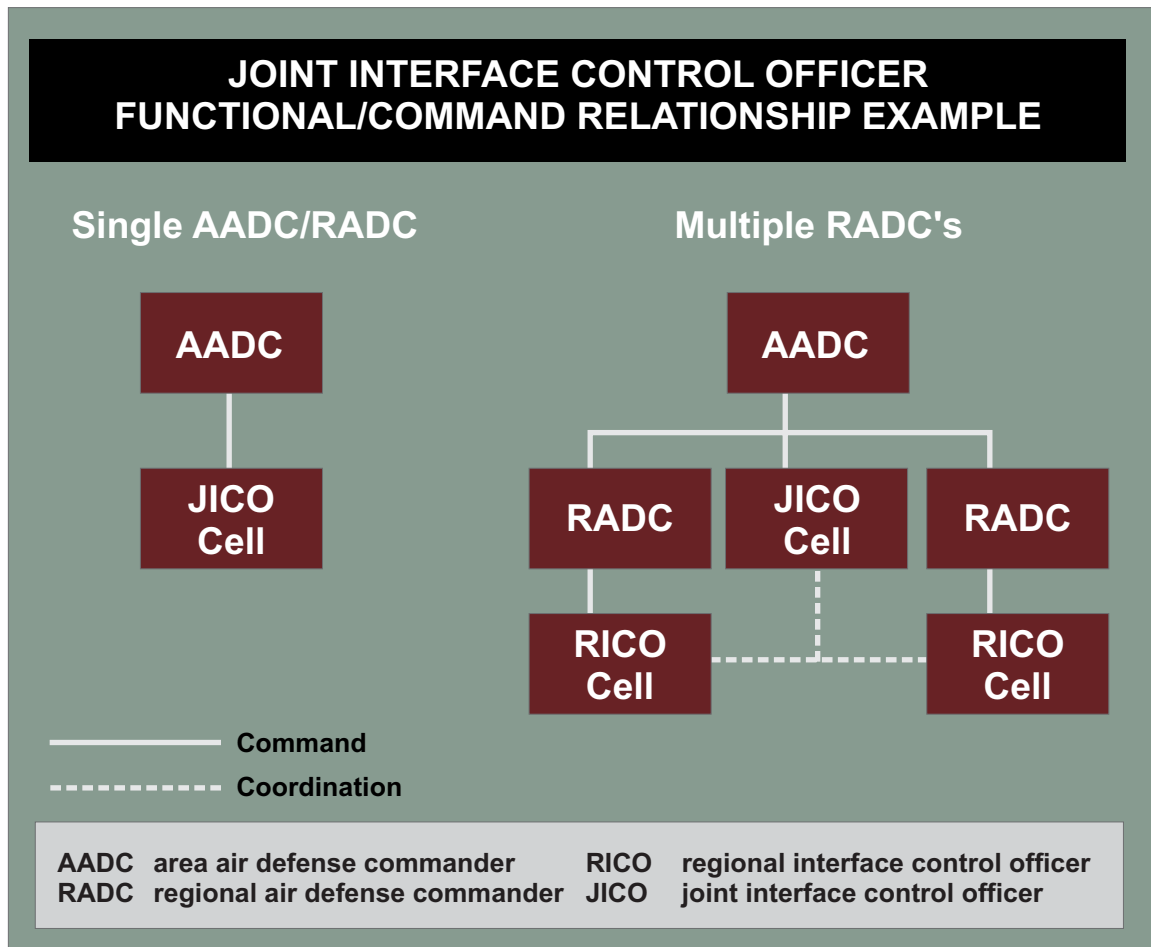 JOINT INTERFACE CONTROL OFFICER
FUNCTIONAL/COMMAND RELATIONSHIP EXAMPLE
Single AADC/RADC
Multiple RADC's
AADC
JICO
Cell
AADC
RADC
JICO
Cell
RADC
RICO
Cell
RICO
Cell
Command
Coordination
AADC area air defense commander
RADC regional air defense commander
RICO regional interface control officer
JICO joint interface control officer